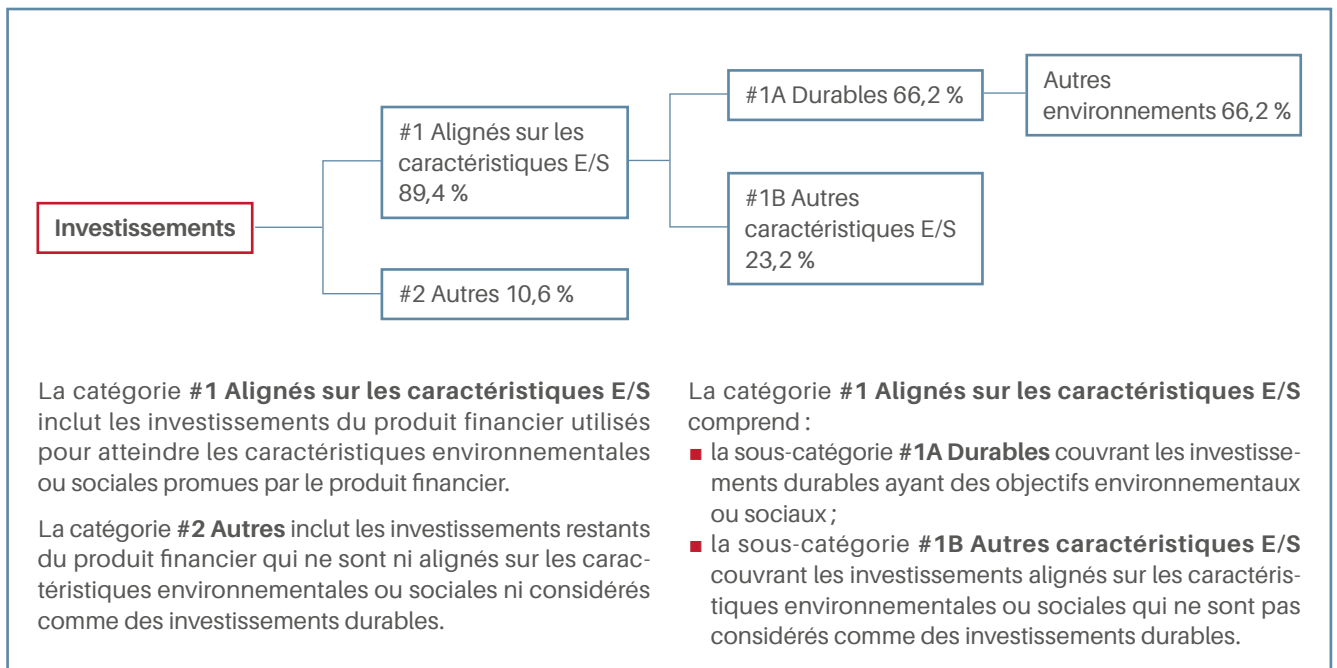 Investissements
#1 Alignés sur les
caractéristiques E/S
89,4 %
#2 Autres 10,6 %
#1A Durables 66,2 %
#1B Autres
caractéristiques E/S
23,2 %
Autres
environnements 66,2 %
La catégorie #1 Alignés sur les caractéristiques E/S
inclut les investissements du produit financier utilisés
pour atteindre les caractéristiques environnementales
ou sociales promues par le produit financier.
La catégorie #2 Autres inclut les investissements restants
du produit financier qui ne sont ni alignés sur les carac-
téristiques environnementales ou sociales ni considérés
comme des investissements durables.
La catégorie #1 Alignés sur les caractéristiques E/S
comprend :
■ la sous-catégorie #1A Durables couvrant les investisse-
ments durables ayant des objectifs environnementaux
ou sociaux ;
■ la sous-catégorie #1B Autres caractéristiques E/S
couvrant les investissements alignés sur les caractéris-
tiques environnementales ou sociales qui ne sont pas
considérés comme des investissements durables.